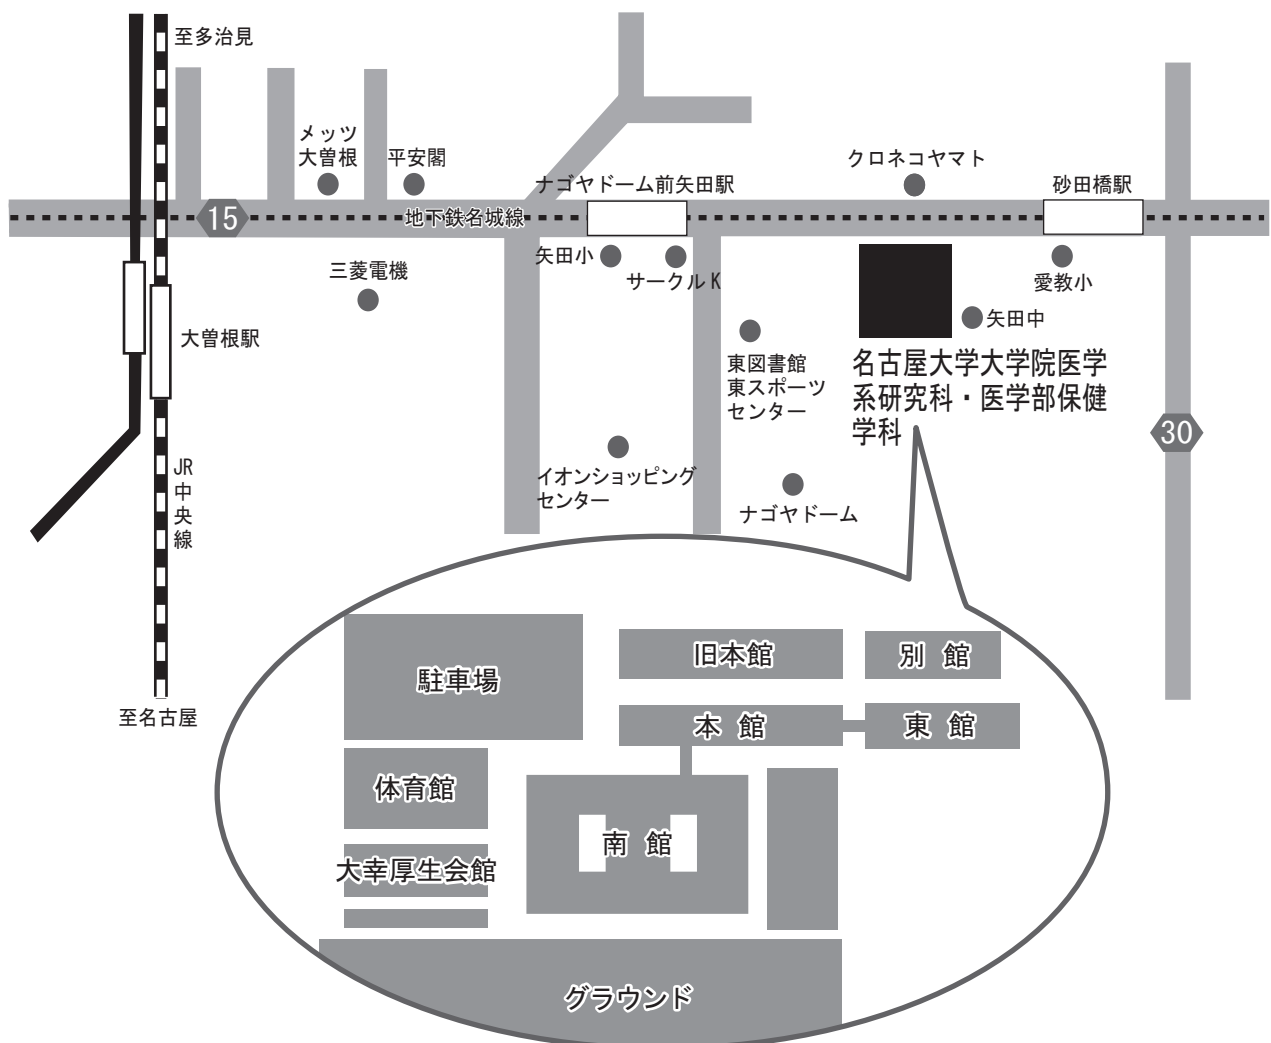 至多治見
メッツ
大曽根
平安閣
ナゴヤドーム前矢田駅
クロネコヤマト
砂田橋駅
15
地下鉄名城線
矢田小
サークルK
愛教小
三菱電機
矢田中
大曽根駅
東図書館
東スポーツ
センター
名古屋大学大学院医学
系研究科・医学部保健
学科
30
JR
中
央
線
イオンショッピング
センター
ナゴヤドーム
至名古屋
駐車場
旧本館
別 館
本 館
東 館
体育館
南 館
大幸厚生会館
グラウンド